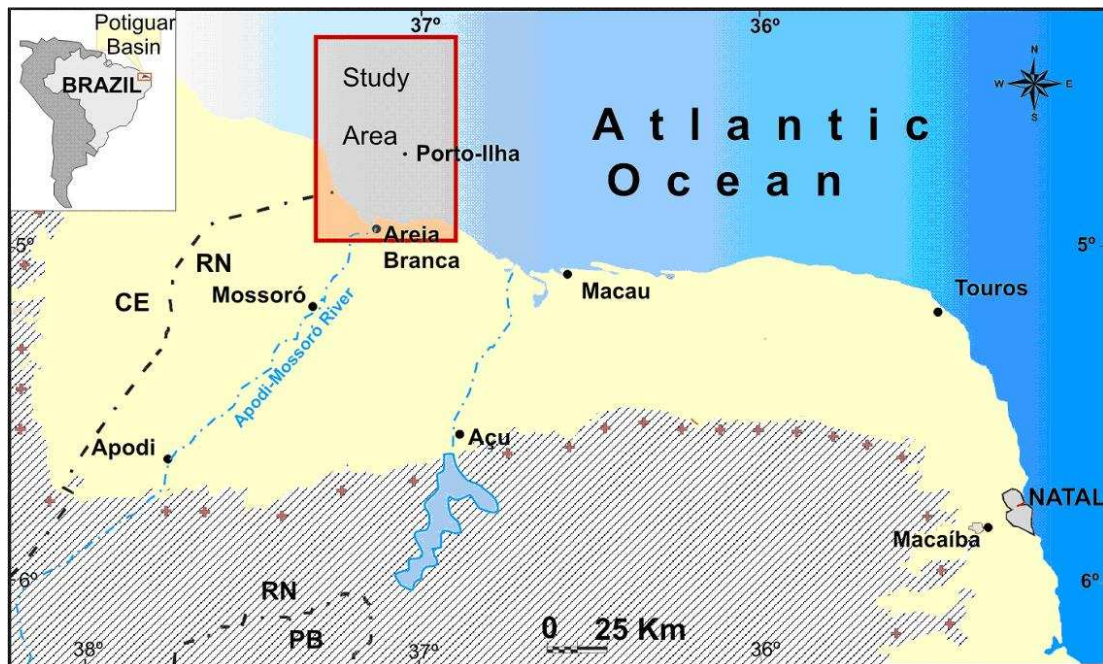 Potiguar
Basin
BRAZIL
37º
36º
N
W E
S
Study
Area
Porto-Ilha
Atlantic
Ocean
5º
5º
Areia
Branca
RN
CE
Mossoró
Macau
Touros
Apodi-Mossoró River
Apodi
Açu
NATAL
Macaíba
6º
6º
RN
PB
0 25 Km
38º
37º
36º